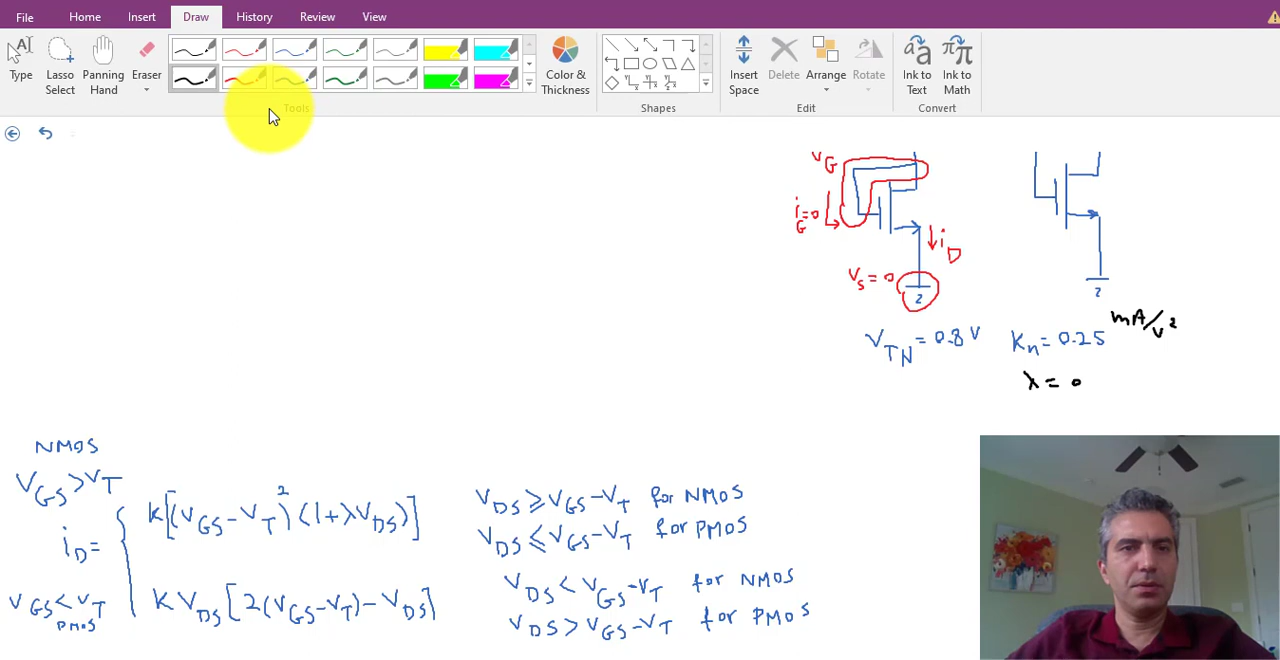 File Home Insert Draw History Review View
Type
Lasso Select
Panning Hand
Eraser
Color & Thickness
Insert Space
Delete
Arrange
Rotate
Ink to Text
Ink to Math
Tools
Shapes
Edit
Convert
VG
iG=0
iD
VS=0
VTN=0.8V Kn=0.25 mA/V²
λ=0
NMOS
VGS>VT
iD= K[(VGS-VT)²(1+λVDS)]
VDS≥VGS-VT for NMOS
VDS≤VGS-VT for PMOS
VGS<VT
PMOS
KVDS[2(VGS-VT)-VDS]
VDS<VGS-VT for NMOS
VDS>VGS-VT for PMOS